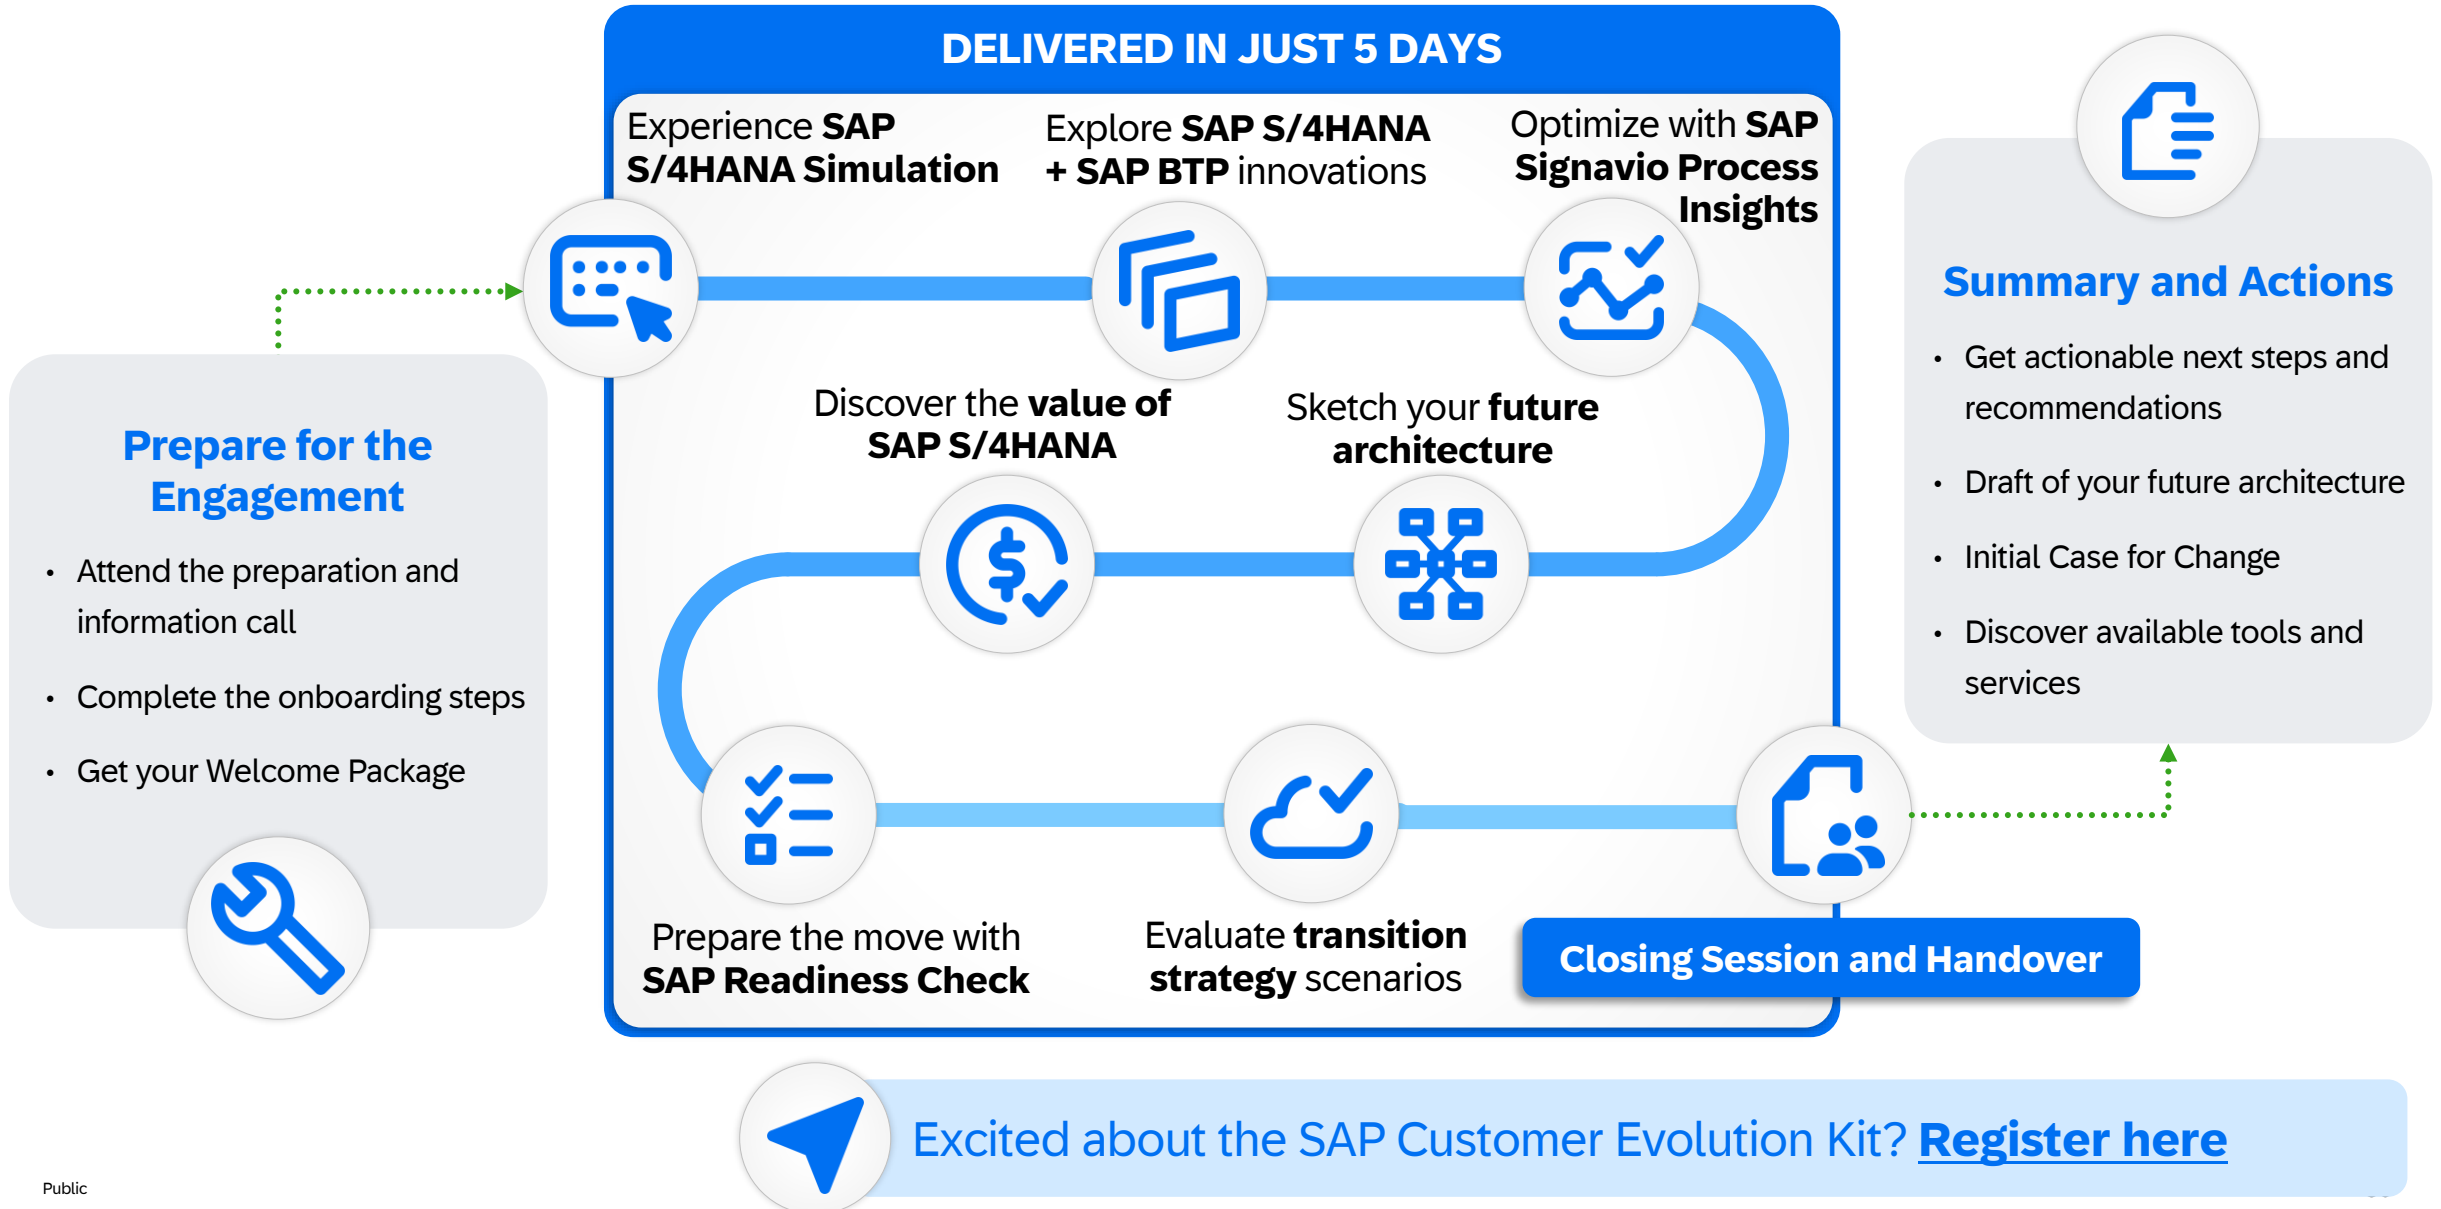 DELIVERED IN JUST 5 DAYS
Experience SAP
S/4HANA Simulation
Explore SAP S/4HANA
+ SAP BTP innovations
Optimize with SAP
Signavio Process
Insights
Discover the value of
SAP S/4HANA
Sketch your future
architecture
Prepare the move with
SAP Readiness Check
Evaluate transition
strategy scenarios
Closing Session and Handover
Prepare for the
Engagement
• Attend the preparation and
information call
• Complete the onboarding steps
• Get your Welcome Package
Summary and Actions
• Get actionable next steps and
recommendations
• Draft of your future architecture
• Initial Case for Change
• Discover available tools and
services
Excited about the SAP Customer Evolution Kit? Register here
Public